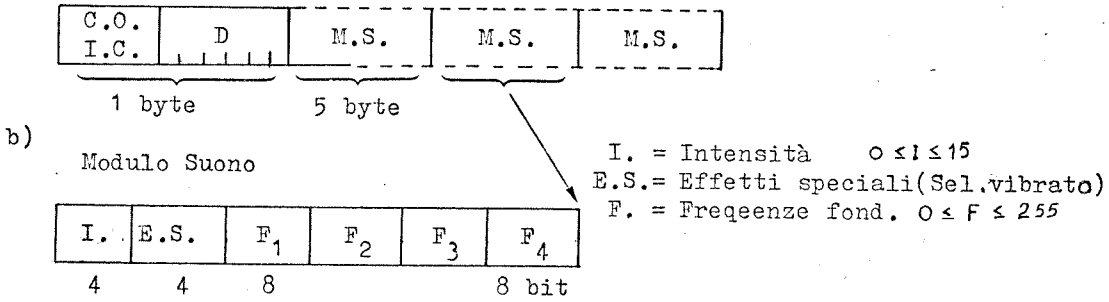 C.O. I.C. D M.S. M.S. M.S.
1 byte 5 byte
b)
Modulo Suono
I. = Intensità 0 ≤ I ≤ 15
E.S.= Effetti speciali(Sel.vibrato)
F. = Freqeenze fond. 0 ≤ F ≤ 255
I. E.S. F1 F2 F3 F4
4 4 8 8 bit